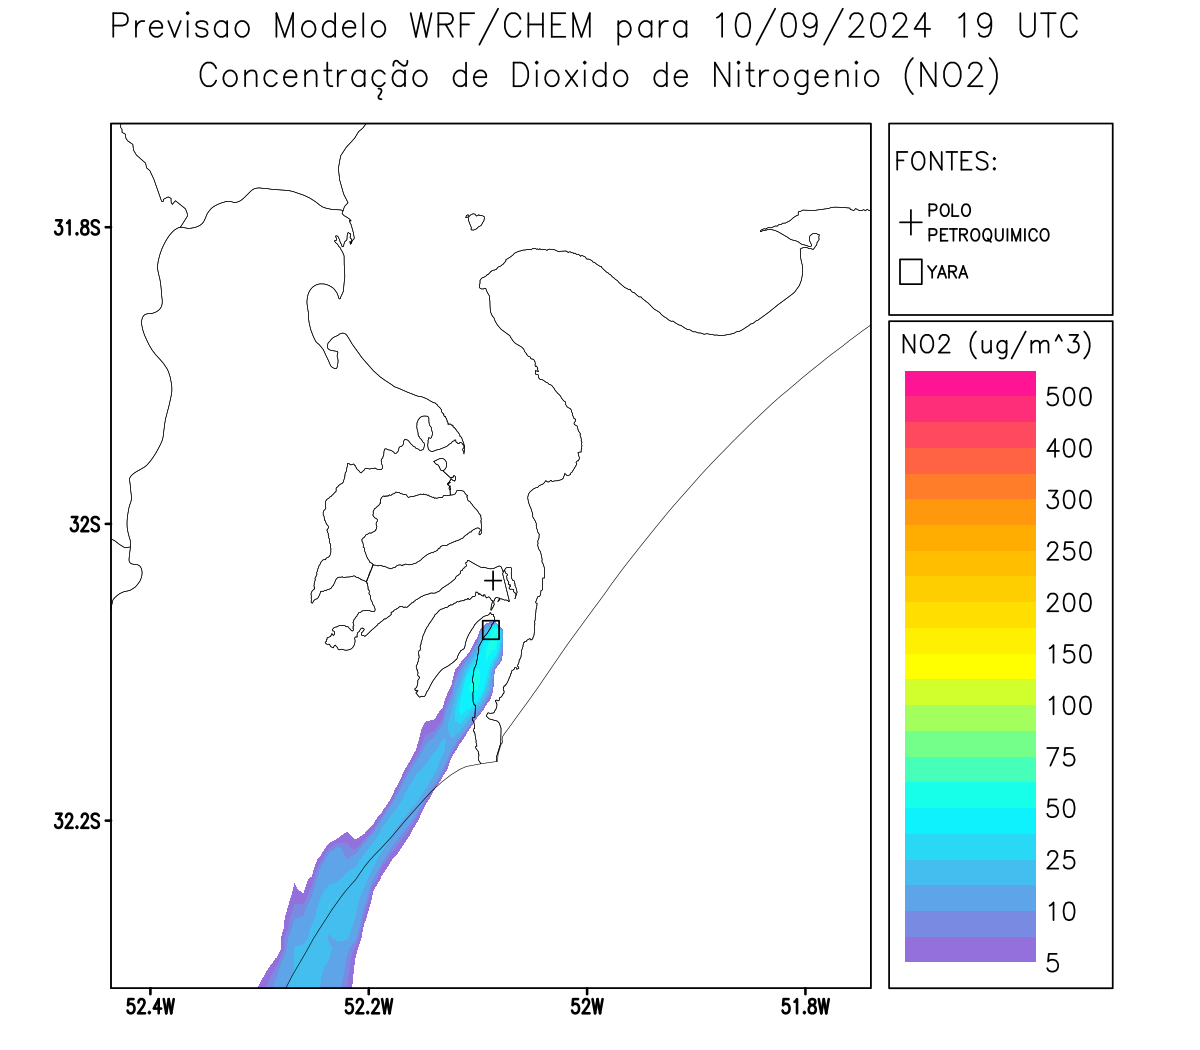 Previsao Modelo WRF/CHEM para 10/09/2024 19 UTC
Concentração de Dioxido de Nitrogenio (NO2)
FONTES:
POLO
PETROQUIMICO
YARA
NO2 (ug/m^3)
500
400
300
250
200
150
100
75
50
25
10
5
31.8S
32S
32.2S
52.4W
52.2W
52W
51.8W